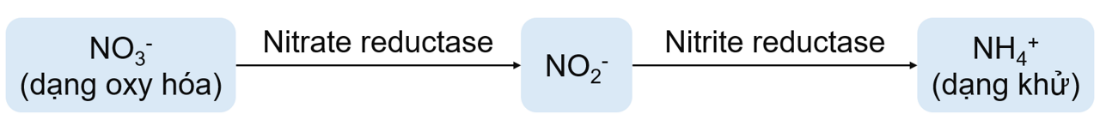 NO₃⁻
(dạng oxy hóa)
Nitrate reductase
NO₂⁻
Nitrite reductase
NH₄⁺
(dạng khử)